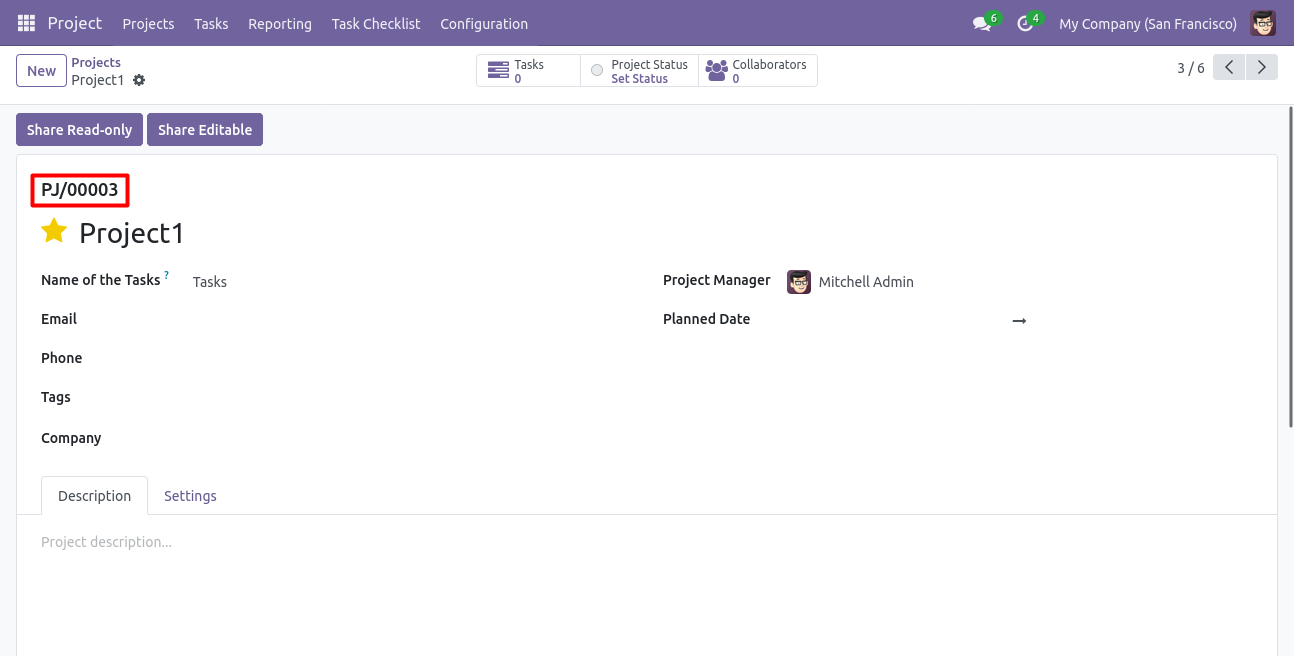 Project Projects Tasks Reporting Task Checklist Configuration 6 4 My Company (San Francisco)
New Projects
Project1
Tasks
0
Project Status
Set Status
Collaborators
0
3 / 6
Share Read-only Share Editable
PJ/00003
Project1
Name of the Tasks ? Tasks
Project Manager Mitchell Admin
Email
Planned Date →
Phone
Tags
Company
Description Settings
Project description...